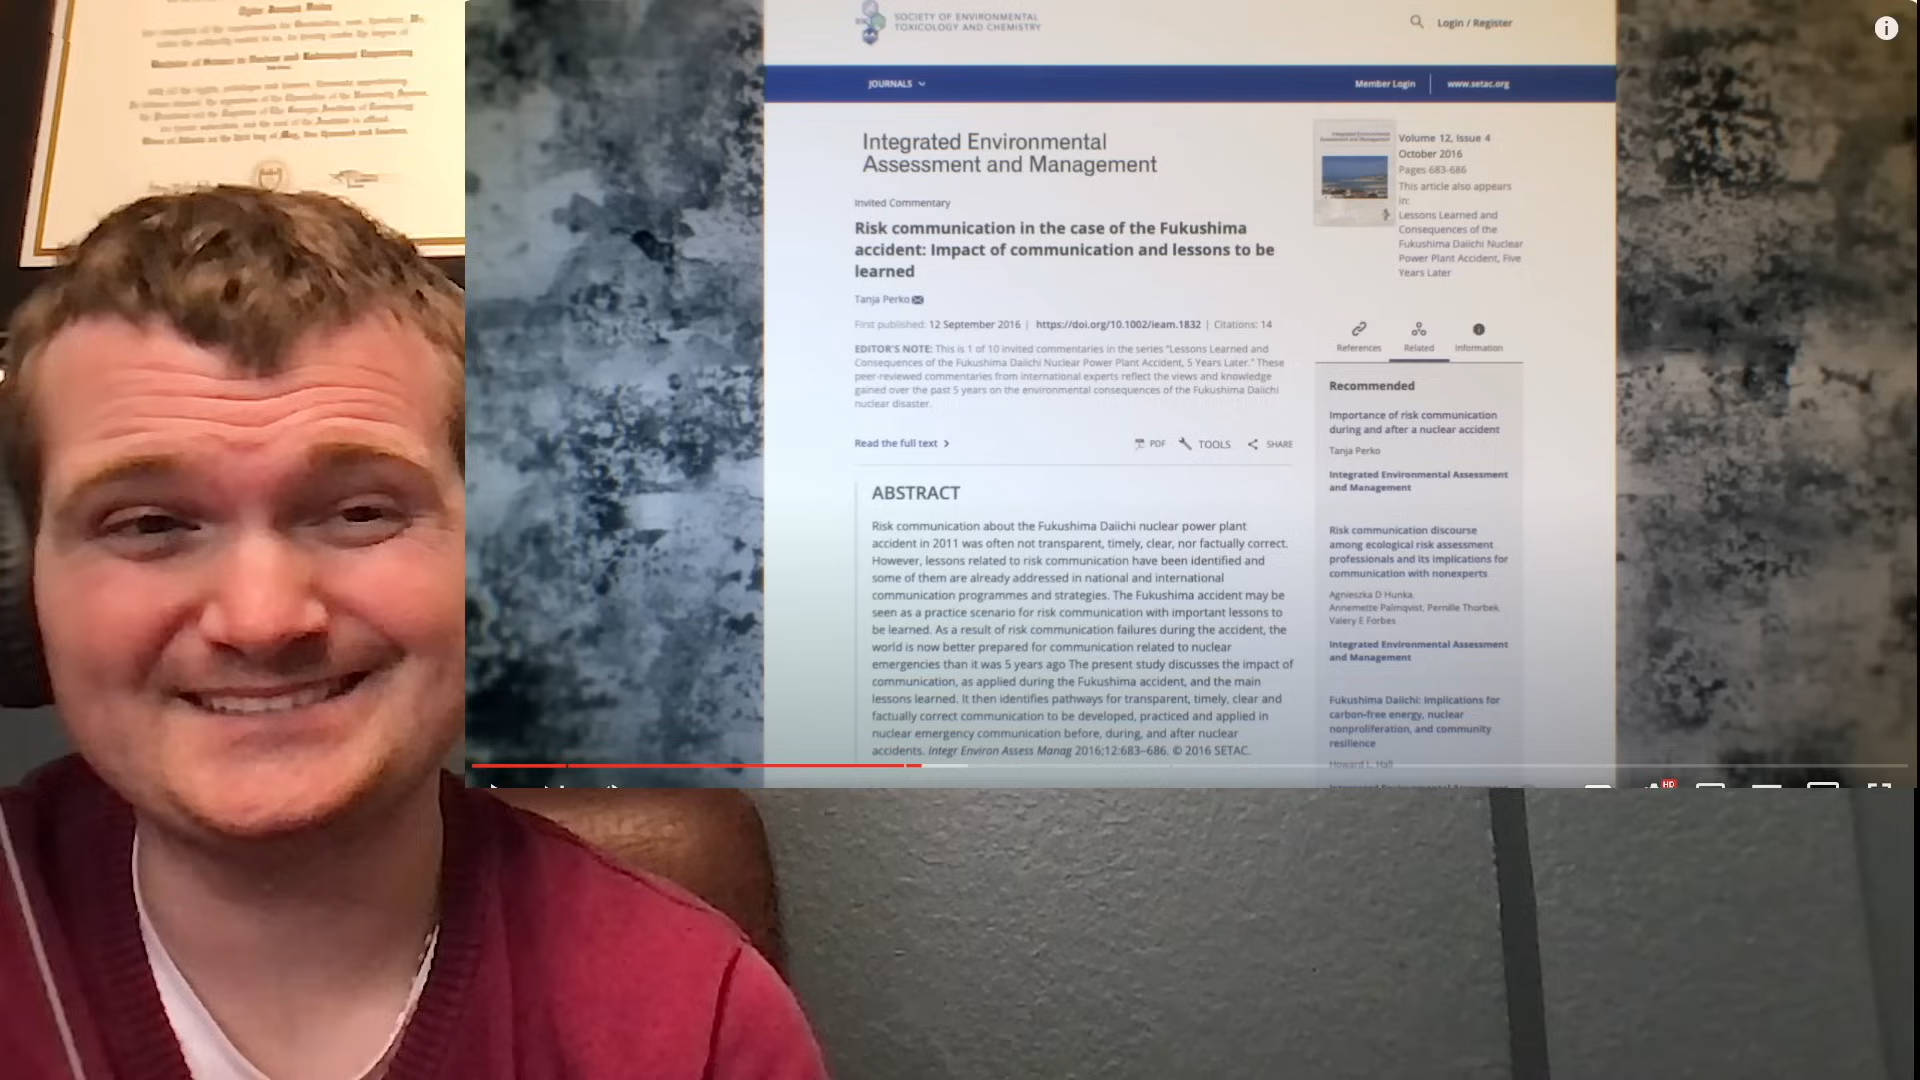 SOCIETY OF ENVIRONMENTAL
TOXICOLOGY AND CHEMISTRY
Login / Register
JOURNALS
Member Login
www.setac.org
Integrated Environmental
Assessment and Management
Invited Commentary
Risk communication in the case of the Fukushima
accident: Impact of communication and lessons to be
learned
Tanja Perko
First published: 12 September 2016 | https://doi.org/10.1002/ieam.1832 | Citations: 14
EDITOR'S NOTE: This is 1 of 10 invited commentaries in the series "Lessons Learned and
Consequences of the Fukushima Daiichi Nuclear Power Plant Accident, 5 Years Later." These
peer-reviewed commentaries from international experts reflect the views and knowledge
gained over the past 5 years on the environmental consequences of the Fukushima Daiichi
nuclear disaster.
Read the full text
PDF
TOOLS
SHARE
ABSTRACT
Risk communication about the Fukushima Daiichi nuclear power plant
accident in 2011 was often not transparent, timely, clear, nor factually correct.
However, lessons related to risk communication have been identified and
some of them are already addressed in national and international
communication programmes and strategies. The Fukushima accident may be
seen as a practice scenario for risk communication with important lessons to
be learned. As a result of risk communication failures during the accident, the
world is now better prepared for communication related to nuclear
emergencies than it was 5 years ago The present study discusses the impact of
communication, as applied during the Fukushima accident, and the main
lessons learned. It then identifies pathways for transparent, timely, clear and
factually correct communication to be developed, practiced and applied in
nuclear emergency communication before, during, and after nuclear
accidents. Integr Environ Assess Manag 2016;12:683–686. © 2016 SETAC.
Volume 12, Issue 4
October 2016
Pages 683-686
This article also appears
in:
Lessons Learned and
Consequences of the
Fukushima Daiichi Nuclear
Power Plant Accident, Five
Years Later
References
Related
Information
Recommended
Importance of risk communication
during and after a nuclear accident
Tanja Perko
Integrated Environmental Assessment
and Management
Risk communication discourse
among ecological risk assessment
professionals and its implications for
communication with nonexperts
Agnieszka D Hunka,
Annemette Palmqvist, Pernille Thorbek,
Valery E Forbes
Integrated Environmental Assessment
and Management
Fukushima Daiichi: Implications for
carbon-free energy, nuclear
nonproliferation, and community
resilience
Howard L. Hall
HD